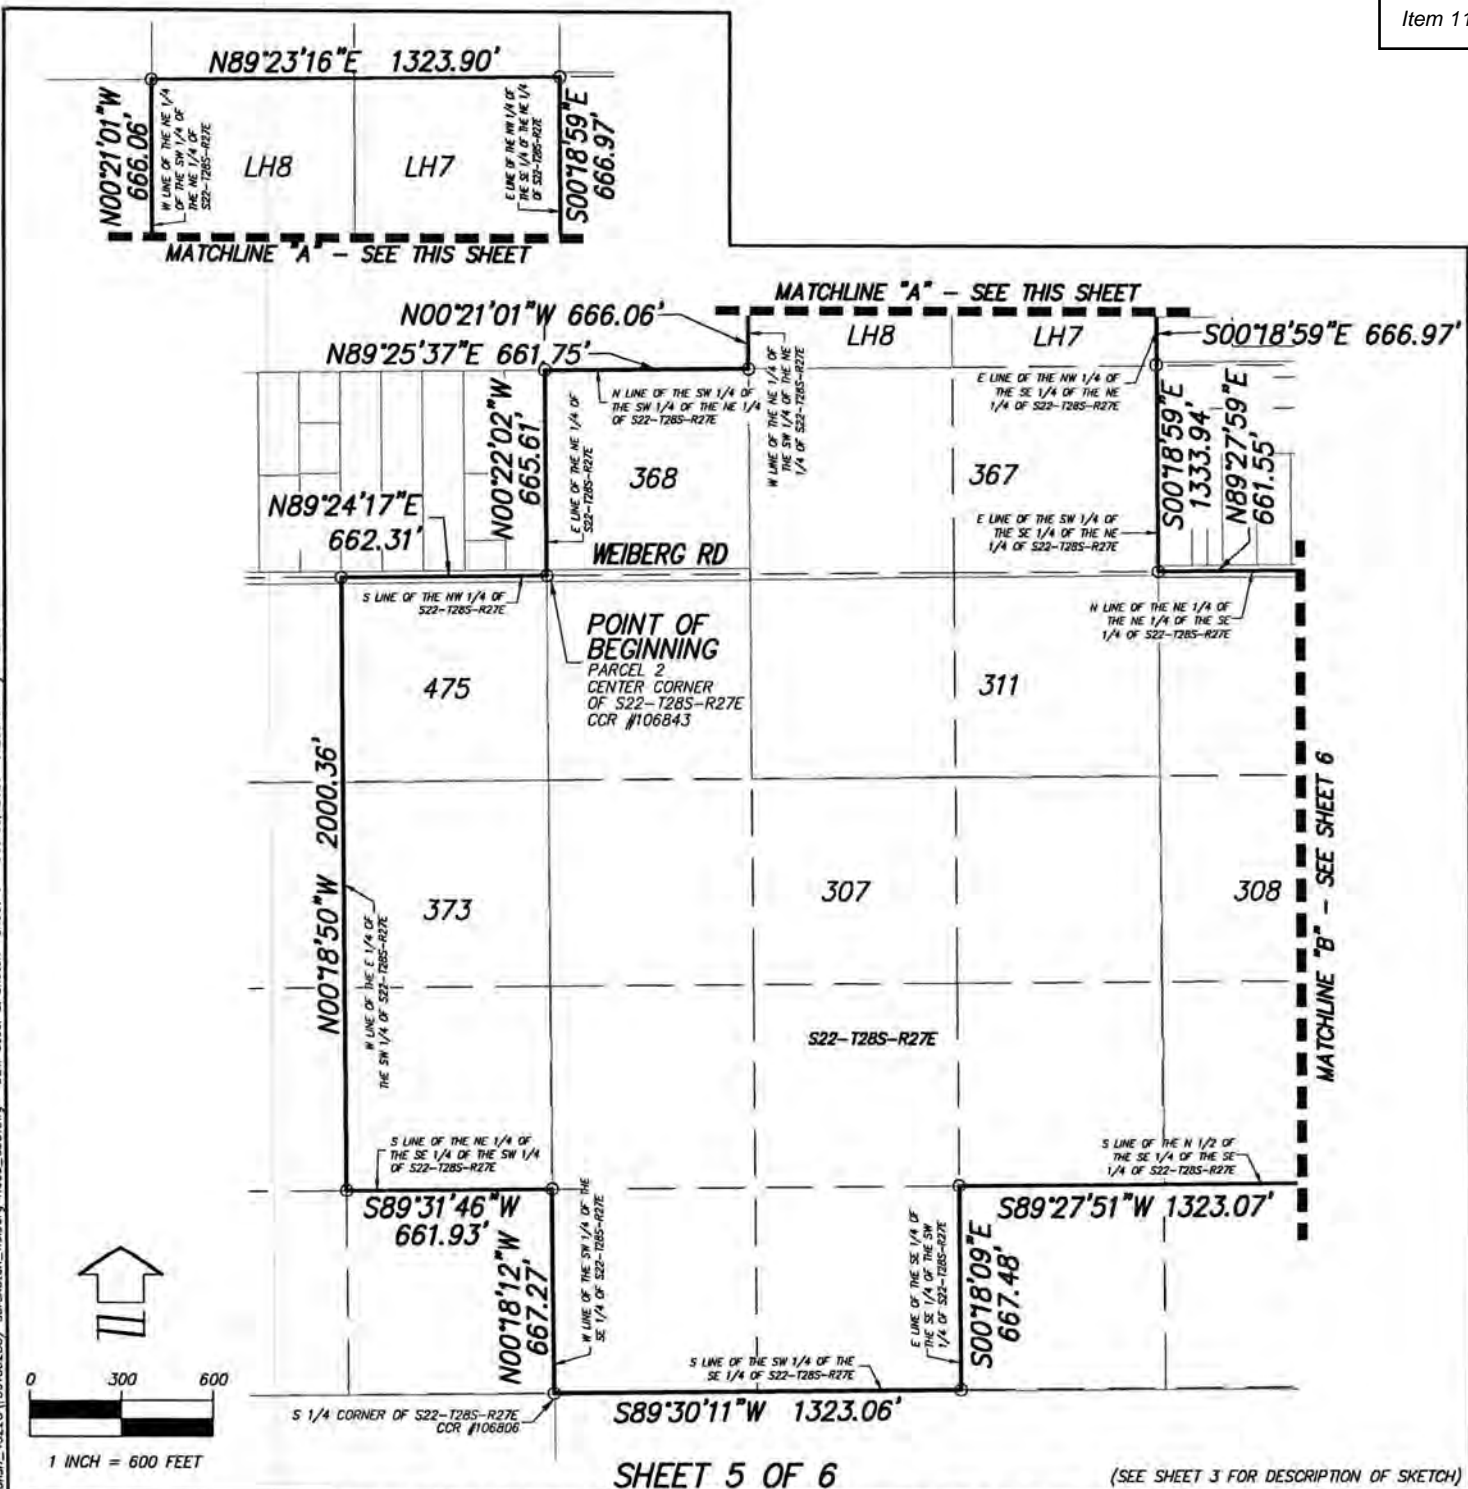 Item 11
N89°23'16"E 1323.90'
N00°21'01"W
666.06'
W LINE OF THE NE 1/4
OF THE SW 1/4 OF
THE NE 1/4 OF
S22-T28S-R27E
LH8
LH7
E LINE OF THE NW 1/4 OF
THE SE 1/4 OF THE NE 1/4
OF S22-T28S-R27E
S00°18'59"E
666.97'
MATCHLINE "A" - SEE THIS SHEET
MATCHLINE "A" - SEE THIS SHEET
N00°21'01"W 666.06'
LH8
LH7
S00°18'59"E 666.97'
N89°25'37"E 661.75'
N LINE OF THE SW 1/4 OF
THE SW 1/4 OF THE NE 1/4
OF S22-T28S-R27E
W LINE OF THE NE 1/4 OF
THE SW 1/4 OF THE NE
1/4 OF S22-T28S-R27E
E LINE OF THE NW 1/4 OF
THE SE 1/4 OF THE NE
1/4 OF S22-T28S-R27E
N00°22'02"W
665.61'
E LINE OF THE NE 1/4 OF
S22-T28S-R27E
368
367
S00°18'59"E
1333.94'
N89°27'59"E
661.55'
N89°24'17"E
662.31'
E LINE OF THE SW 1/4 OF
THE SE 1/4 OF THE NE
1/4 OF S22-T28S-R27E
WEIBERG RD
S LINE OF THE NW 1/4 OF
S22-T28S-R27E
N LINE OF THE NE 1/4 OF
THE NE 1/4 OF THE SE
1/4 OF S22-T28S-R27E
POINT OF
BEGINNING
PARCEL 2
CENTER CORNER
OF S22-T28S-R27E
CCR #106843
475
311
N00°18'50"W 2000.36'
W LINE OF THE E 1/4 OF
THE SW 1/4 OF S22-T28S-R27E
373
307
308
MATCHLINE "B" - SEE SHEET 6
S22-T28S-R27E
S LINE OF THE NE 1/4 OF
THE SE 1/4 OF THE SW 1/4
OF S22-T28S-R27E
S89°31'46"W
661.93'
S LINE OF THE N 1/2 OF
THE SE 1/4 OF THE SE
1/4 OF S22-T28S-R27E
S89°27'51"W 1323.07'
N00°18'12"W
667.27'
W LINE OF THE SW 1/4 OF THE
SE 1/4 OF S22-T28S-R27E
E LINE OF THE SE 1/4 OF
THE SE 1/4 OF THE SW
1/4 OF S22-T28S-R27E
S00°18'09"E
667.48'
S LINE OF THE SW 1/4 OF THE
SE 1/4 OF S22-T28S-R27E
S89°30'11"W 1323.06'
S 1/4 CORNER OF S22-T28S-R27E
CCR #106806
0 300 600
1 INCH = 600 FEET
SHEET 5 OF 6
(SEE SHEET 3 FOR DESCRIPTION OF SKETCH)